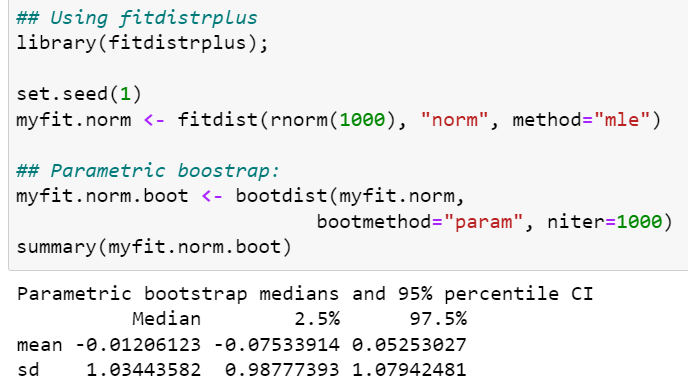 ## Using fitdistrplus
library(fitdistrplus);
set.seed(1)
myfit.norm <- fitdist(rnorm(1000), "norm", method="mle")
## Parametric boostrap:
myfit.norm.boot <- bootdist(myfit.norm,
bootmethod="param", niter=1000)
summary(myfit.norm.boot)
Parametric bootstrap medians and 95% percentile CI
Median 2.5% 97.5%
mean -0.01206123 -0.07533914 0.05253027
sd 1.03443582 0.98777393 1.07942481